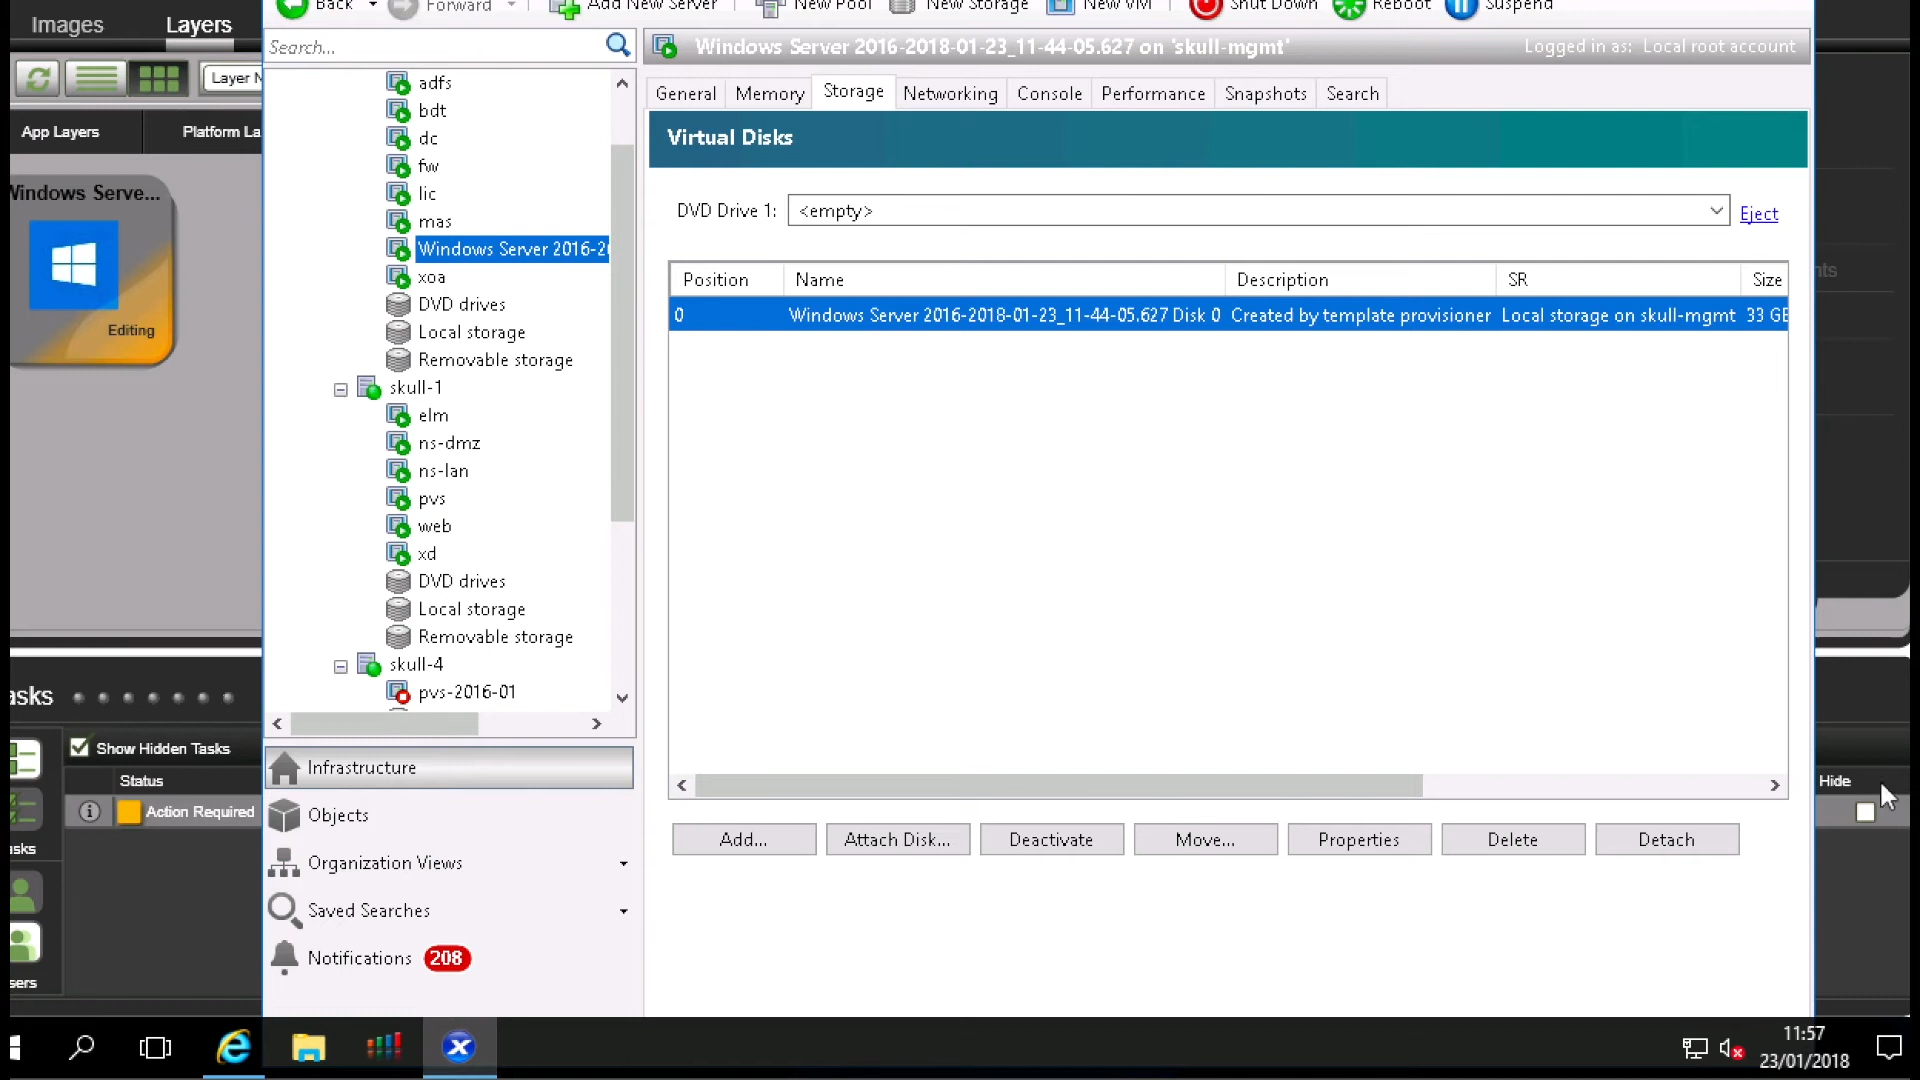 Images
Layers
Back
Forward
Add New Server
New Pool
New Storage
New VM
Shut Down
Reboot
Suspend
Search...
Windows Server 2016-2018-01-23_11-44-05.627 on 'skull-mgmt'
Logged in as: Local root account
Layer N
App Layers
Platform La
Windows Serve...
Editing
adfs
bdt
dc
fw
lic
mas
Windows Server 2016-20
xoa
DVD drives
Local storage
Removable storage
skull-1
elm
ns-dmz
ns-lan
pvs
web
xd
DVD drives
Local storage
Removable storage
skull-4
pvs-2016-01
General
Memory
Storage
Networking
Console
Performance
Snapshots
Search
Virtual Disks
DVD Drive 1:
<empty>
Eject
Position Name Description SR Size
0 Windows Server 2016-2018-01-23_11-44-05.627 Disk 0 Created by template provisioner Local storage on skull-mgmt 33 GB
Add...
Attach Disk...
Deactivate
Move...
Properties
Delete
Detach
asks
Show Hidden Tasks
Status
Action Required
Hide
asks
sers
Infrastructure
Objects
Organization Views
Saved Searches
Notifications 208
11:57
23/01/2018